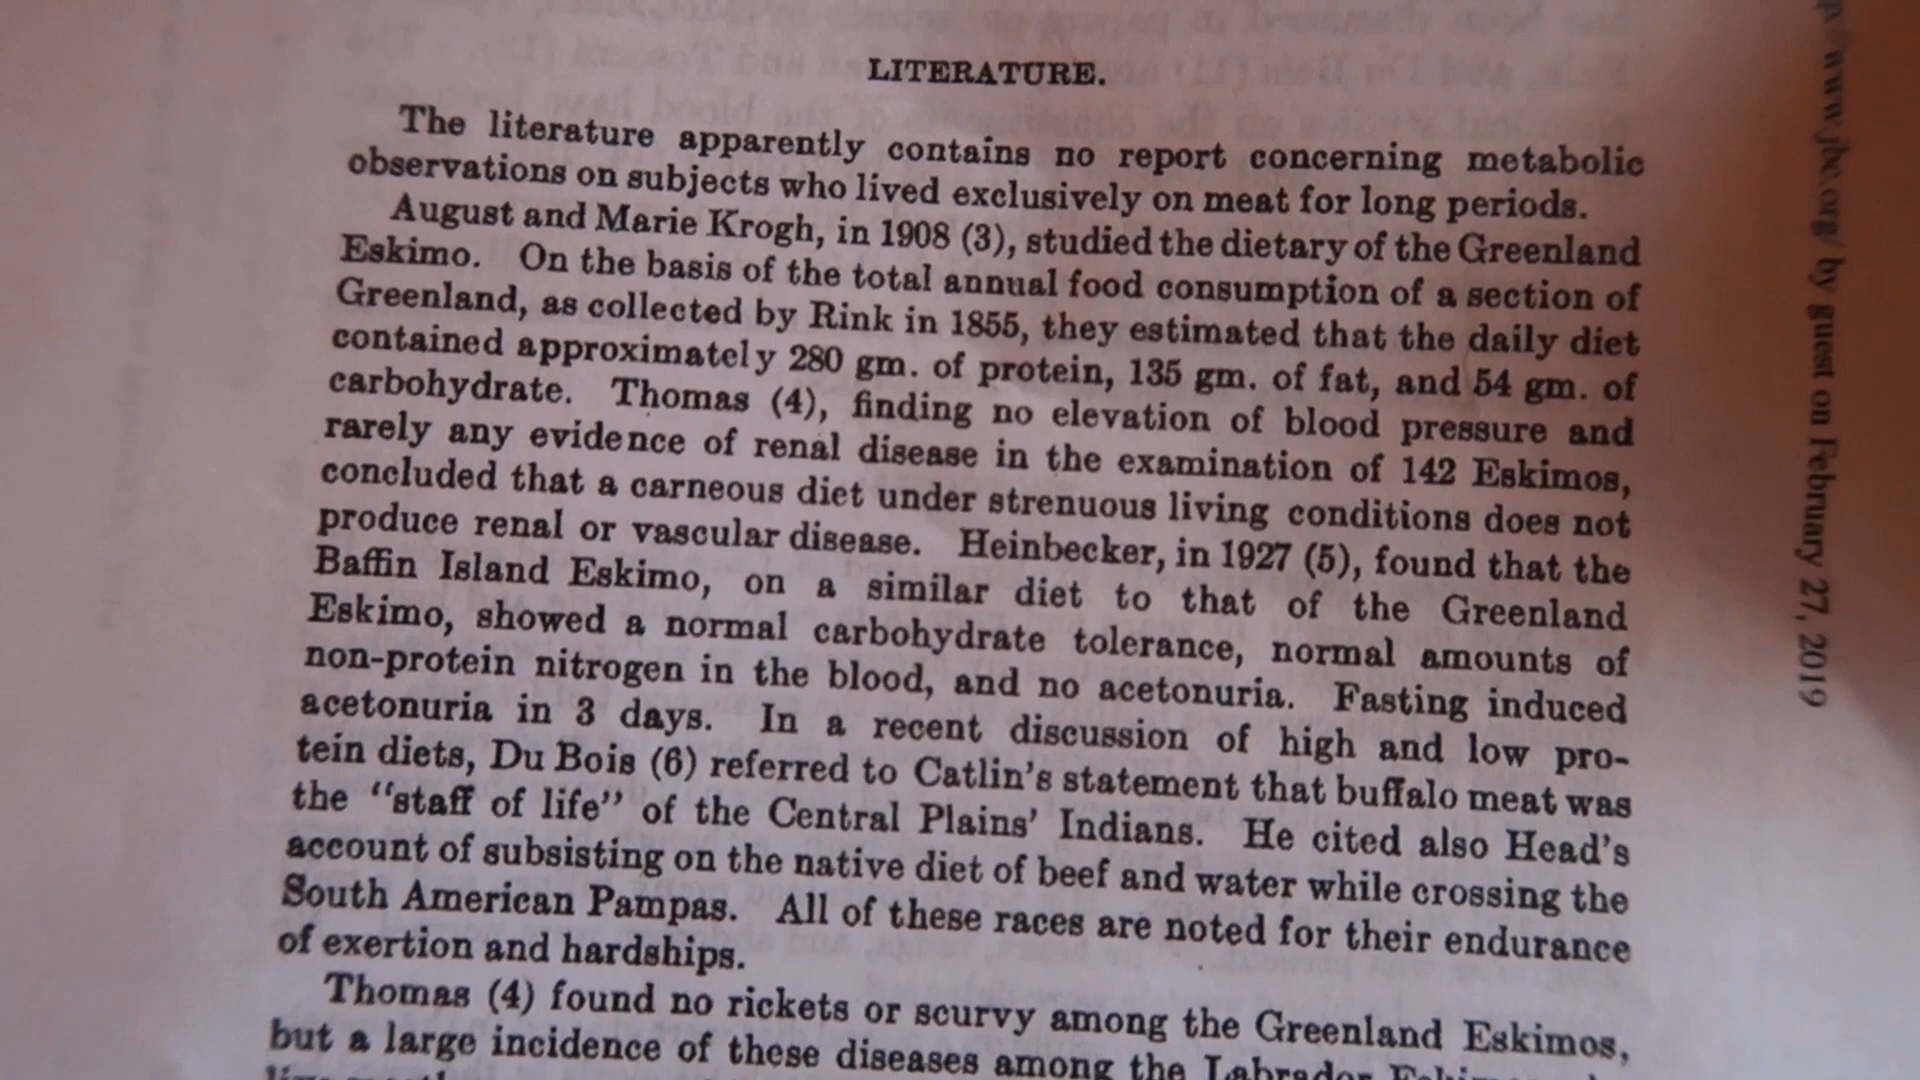 LITERATURE.
The literature apparently contains no report concerning metabolic
observations on subjects who lived exclusively on meat for long periods.
August and Marie Krogh, in 1908 (3), studied the dietary of the Greenland
Eskimo. On the basis of the total annual food consumption of a section of
Greenland, as collected by Rink in 1855, they estimated that the daily diet
contained approximately 280 gm. of protein, 135 gm. of fat, and 54 gm. of
carbohydrate. Thomas (4), finding no elevation of blood pressure and
rarely any evidence of renal disease in the examination of 142 Eskimos,
concluded that a carneous diet under strenuous living conditions does not
produce renal or vascular disease. Heinbecker, in 1927 (5), found that the
Baffin Island Eskimo, on a similar diet to that of the Greenland
Eskimo, showed a normal carbohydrate tolerance, normal amounts of
non-protein nitrogen in the blood, and no acetonuria. Fasting induced
acetonuria in 3 days. In a recent discussion of high and low pro-
tein diets, Du Bois (6) referred to Catlin's statement that buffalo meat was
the "staff of life" of the Central Plains' Indians. He cited also Head's
account of subsisting on the native diet of beef and water while crossing the
South American Pampas. All of these races are noted for their endurance
of exertion and hardships.
Thomas (4) found no rickets or scurvy among the Greenland Eskimos,
but a large incidence of these diseases among the Labrador
p://www.jbc.org/ by guest on February 27, 2019